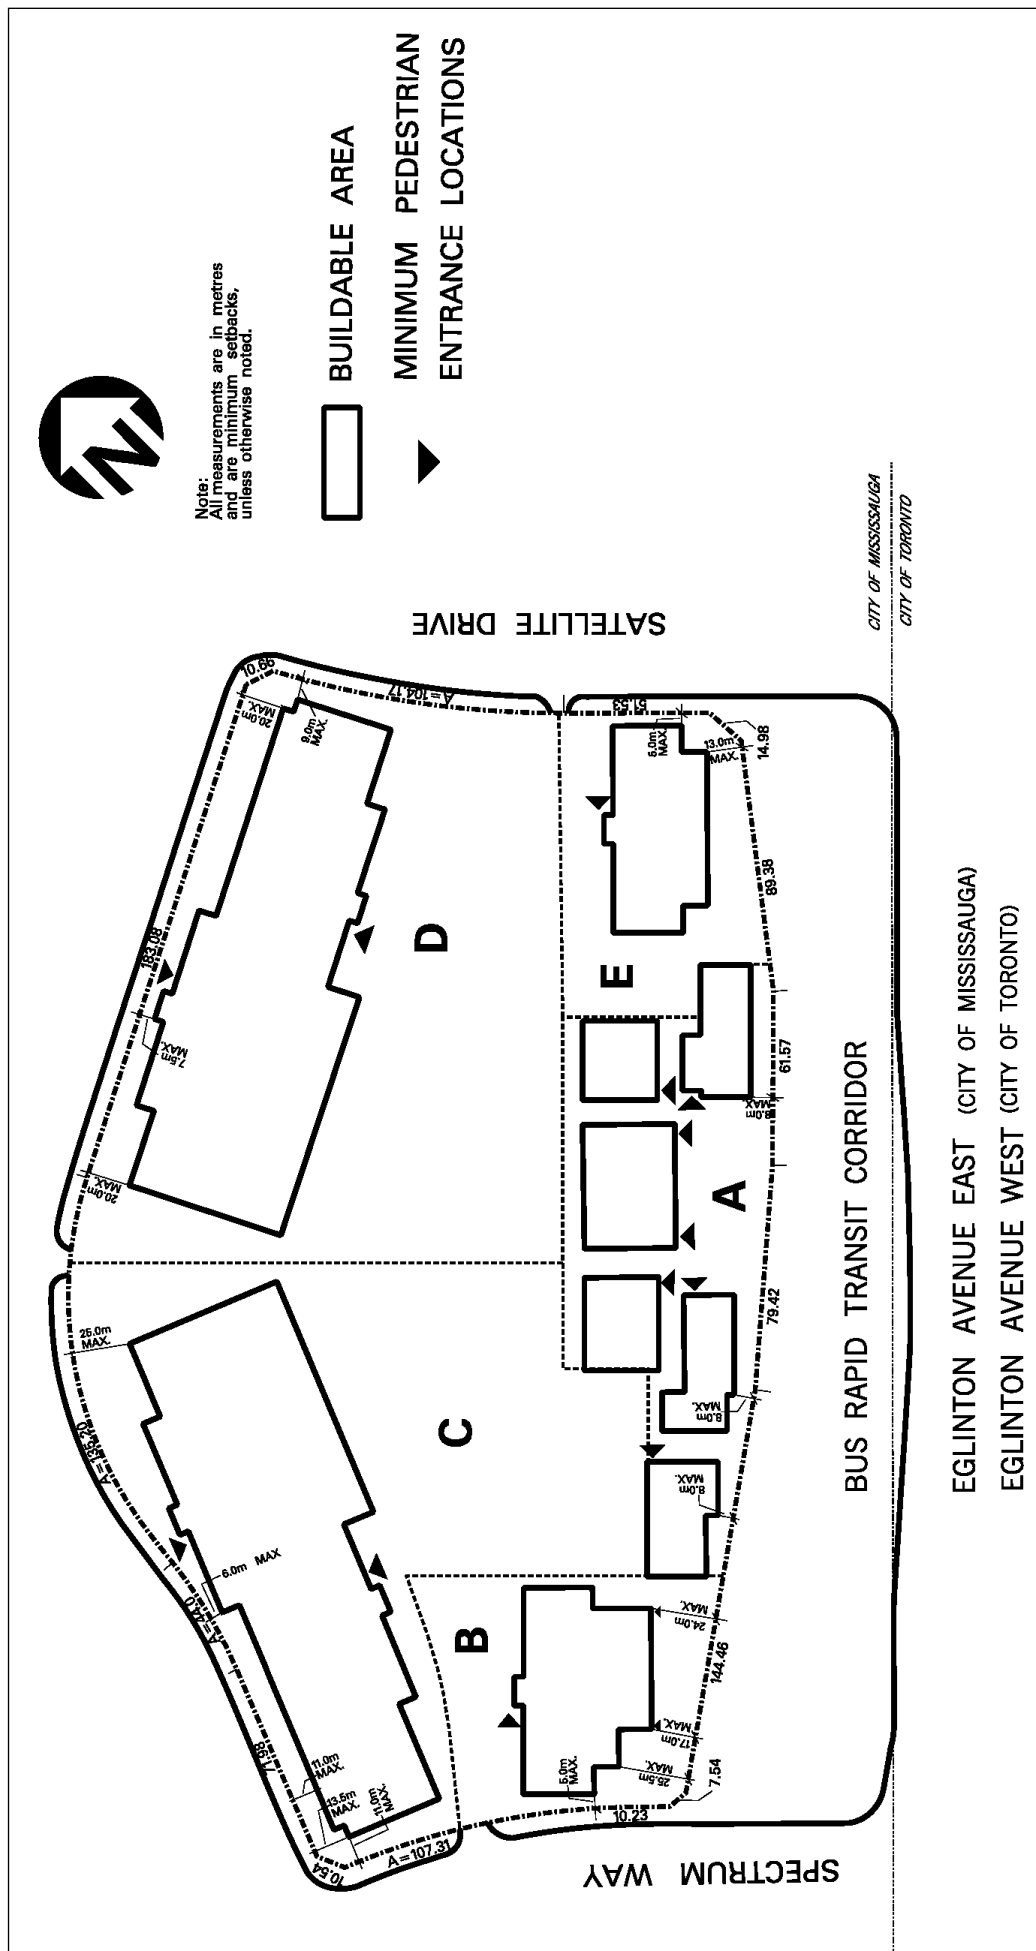 N
Note:
All measurements are in metres
and are minimum setbacks,
unless otherwise noted.
BUILDABLE AREA
MINIMUM PEDESTRIAN
ENTRANCE LOCATIONS
SATELLITE DRIVE
CITY OF MISSISSAUGA
CITY OF TORONTO
10.66
20.0m
MAX.
9.0m
MAX.
A=104.17
51.53
5.0m
MAX.
13.0m
MAX.
14.98
183.08
7.5m
MAX.
20.0m
MAX.
D
E
89.38
61.57
8.0m
MAX
A
79.42
8.0m
MAX.
8.0m
MAX.
25.0m
MAX.
A=135.20
C
6.0m MAX
A=44.0
71.98
11.0m
MAX.
13.5m
MAX.
11.0m
MAX.
10.54
A=107.31
B
24.0m
MAX.
144.46
17.0m
MAX.
25.5m
MAX.
5.0m
MAX.
7.54
10.23
SPECTRUM WAY
BUS RAPID TRANSIT CORRIDOR
EGLINTON AVENUE EAST (CITY OF MISSISSAUGA)
EGLINTON AVENUE WEST (CITY OF TORONTO)